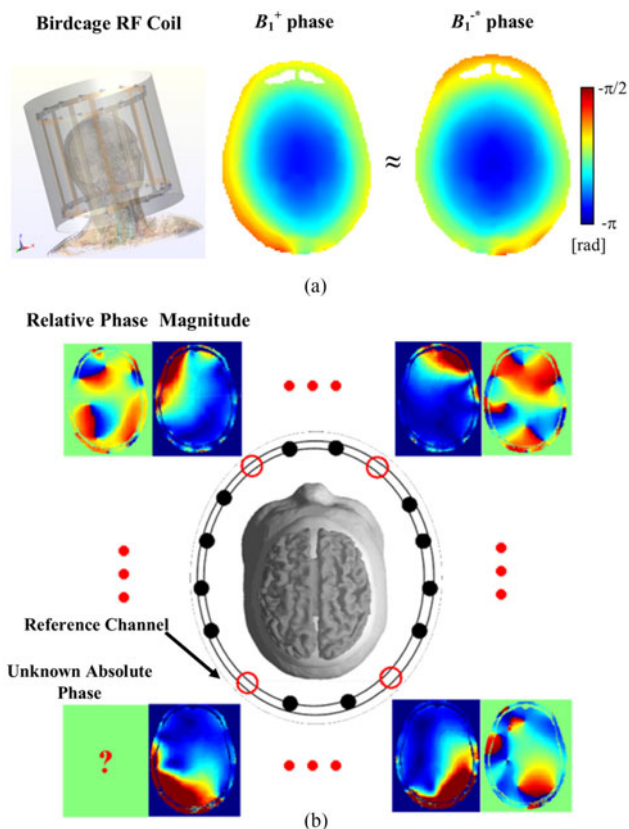 Birdcage RF Coil
B₁⁺ phase
B₁⁻* phase
≈
-π/2
-π
[rad]
(a)
Relative Phase Magnitude
Reference Channel
Unknown Absolute
Phase
?
(b)